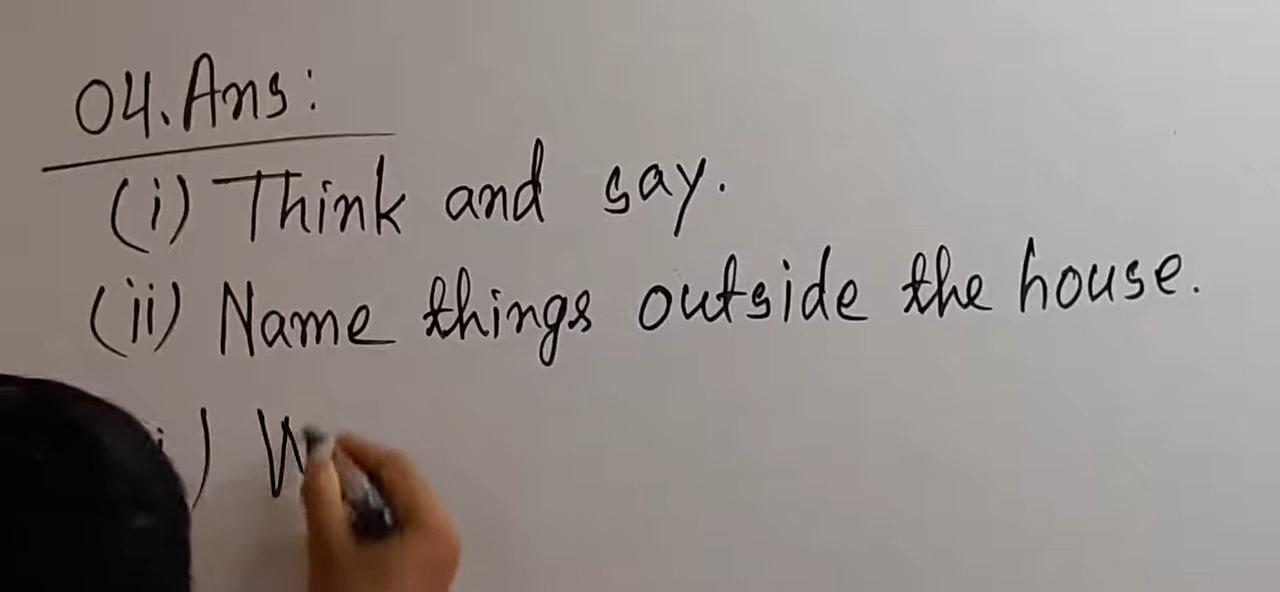 04. Ans:
(i) Think and say.
(ii) Name things outside the house.
) W